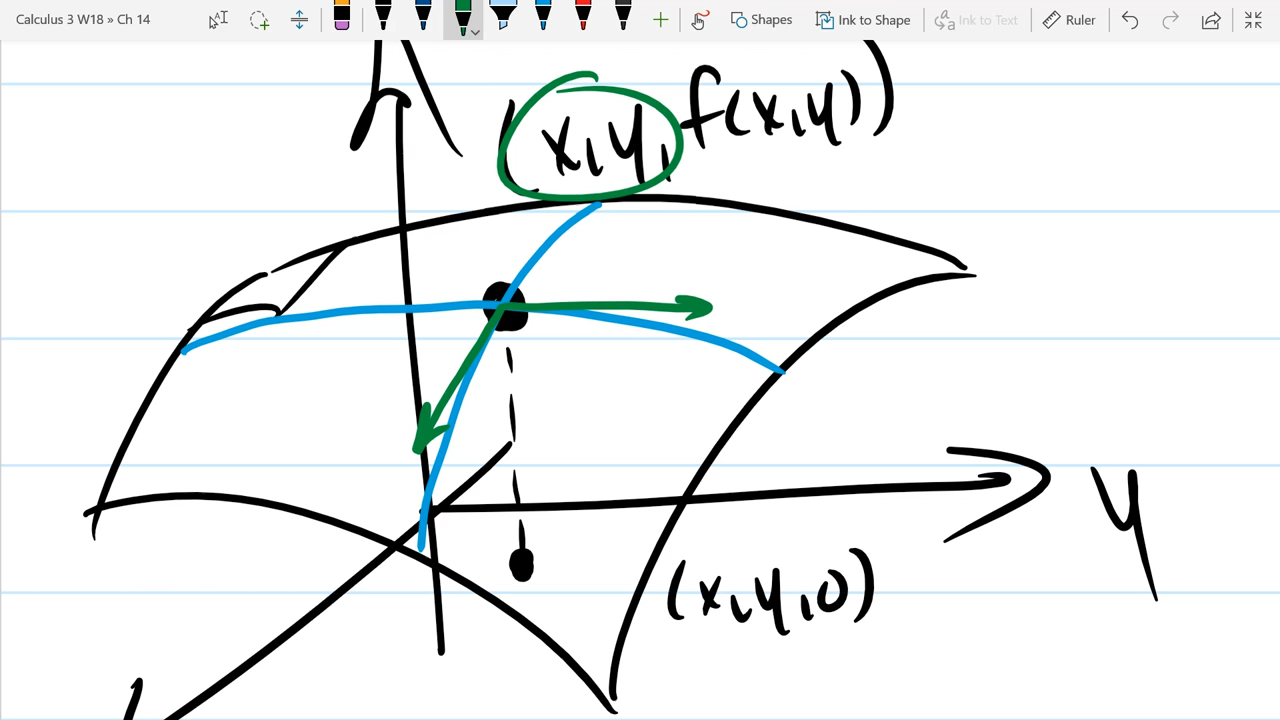 Calculus 3 W18 » Ch 14
Shapes
Ink to Shape
Ink to Text
Ruler
(x,y,f(x,y))
y
(x,y,0)